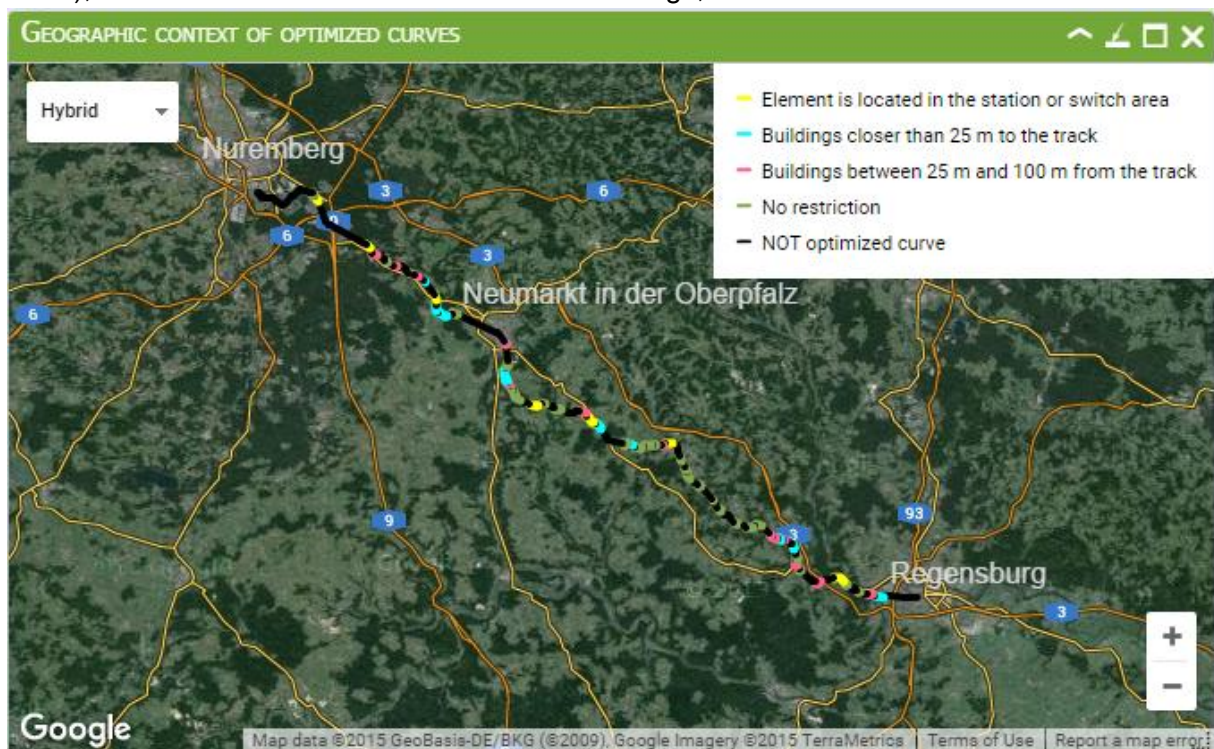 GEOGRAPHIC CONTEXT OF OPTIMIZED CURVES
Hybrid
Element is located in the station or switch area
Buildings closer than 25 m to the track
Buildings between 25 m and 100 m from the track
No restriction
NOT optimized curve
Nuremberg
3
6
9
6
3
Neumarkt in der Oberpfalz
6
9
93
3
Regensburg
3
+
−
Google
Map data ©2015 GeoBasis-DE/BKG (©2009), Google Imagery ©2015 TerraMetrics
Terms of Use
Report a map error